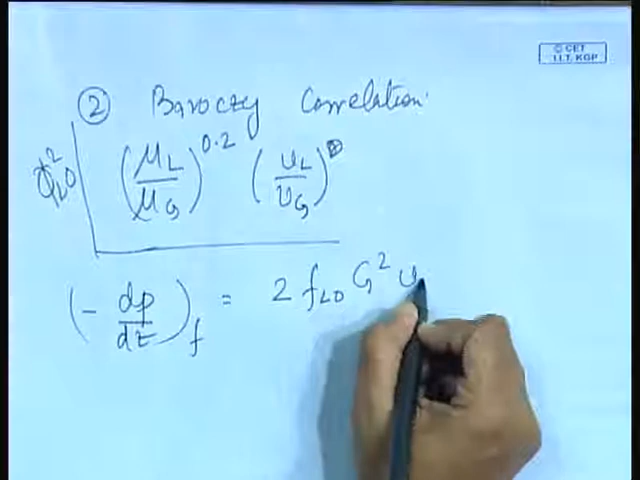 © CET
I.I.T. KGP
② Baroczy Correlation
φ²LO (μL/μG)^0.2 (υL/υG)
(- dp/dz)f = 2 fLO G² υ